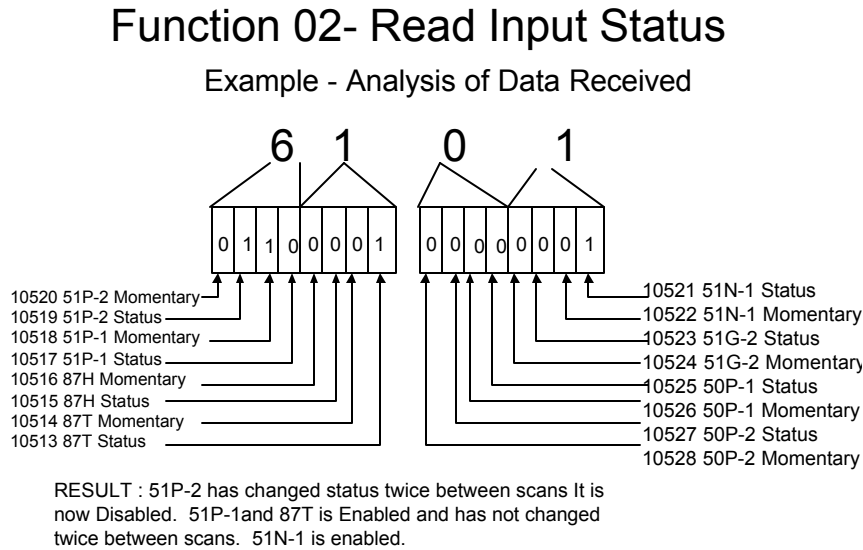 Function 02- Read Input Status
Example - Analysis of Data Received
6 1 0 1
0 1 1 0 0 0 0 1 0 0 0 0 0 0 0 1
10520 51P-2 Momentary
10519 51P-2 Status
10518 51P-1 Momentary
10517 51P-1 Status
10516 87H Momentary
10515 87H Status
10514 87T Momentary
10513 87T Status
10521 51N-1 Status
10522 51N-1 Momentary
10523 51G-2 Status
10524 51G-2 Momentary
10525 50P-1 Status
10526 50P-1 Momentary
10527 50P-2 Status
10528 50P-2 Momentary
RESULT : 51P-2 has changed status twice between scans It is
now Disabled. 51P-1and 87T is Enabled and has not changed
twice between scans. 51N-1 is enabled.